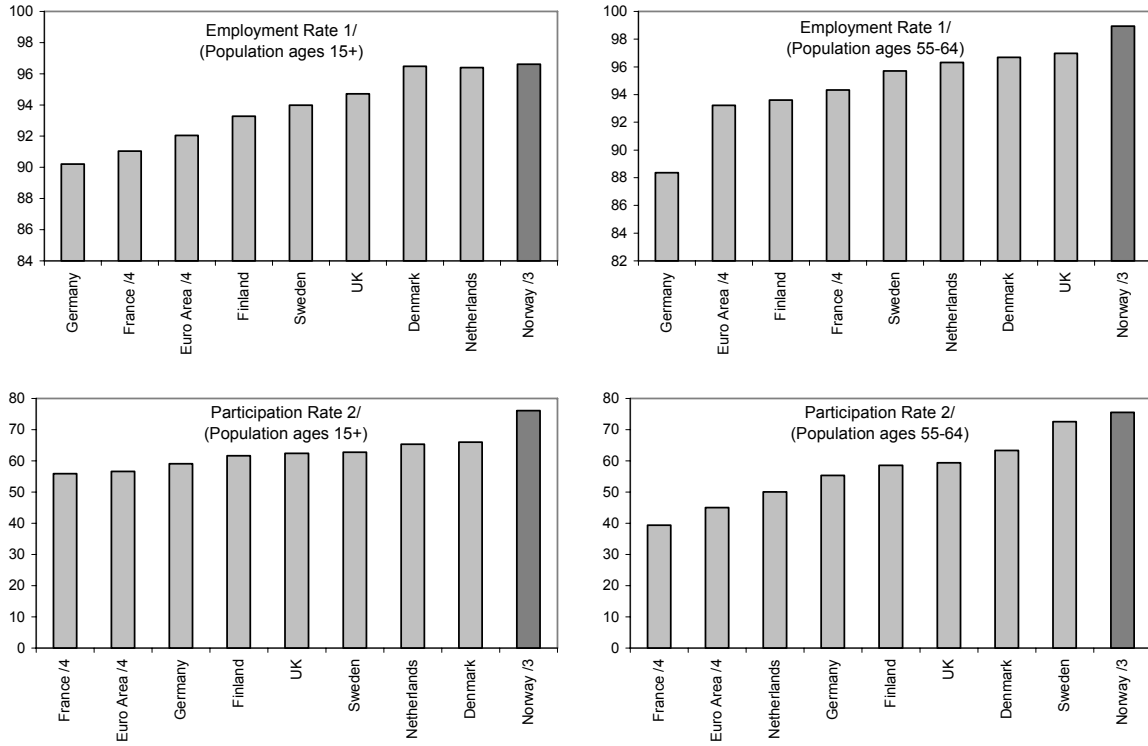 Employment Rate 1/
(Population ages 15+)
100
98
96
94
92
90
88
86
84
Germany
France /4
Euro Area /4
Finland
Sweden
UK
Denmark
Netherlands
Norway /3
Employment Rate 1/
(Population ages 55-64)
100
98
96
94
92
90
88
86
84
82
Germany
Euro Area /4
Finland
France /4
Sweden
Netherlands
Denmark
UK
Norway /3
Participation Rate 2/
(Population ages 15+)
80
70
60
50
40
30
20
10
0
France /4
Euro Area /4
Germany
Finland
UK
Sweden
Netherlands
Denmark
Norway /3
Participation Rate 2/
(Population ages 55-64)
80
70
60
50
40
30
20
10
0
France /4
Euro Area /4
Netherlands
Germany
Finland
UK
Denmark
Sweden
Norway /3